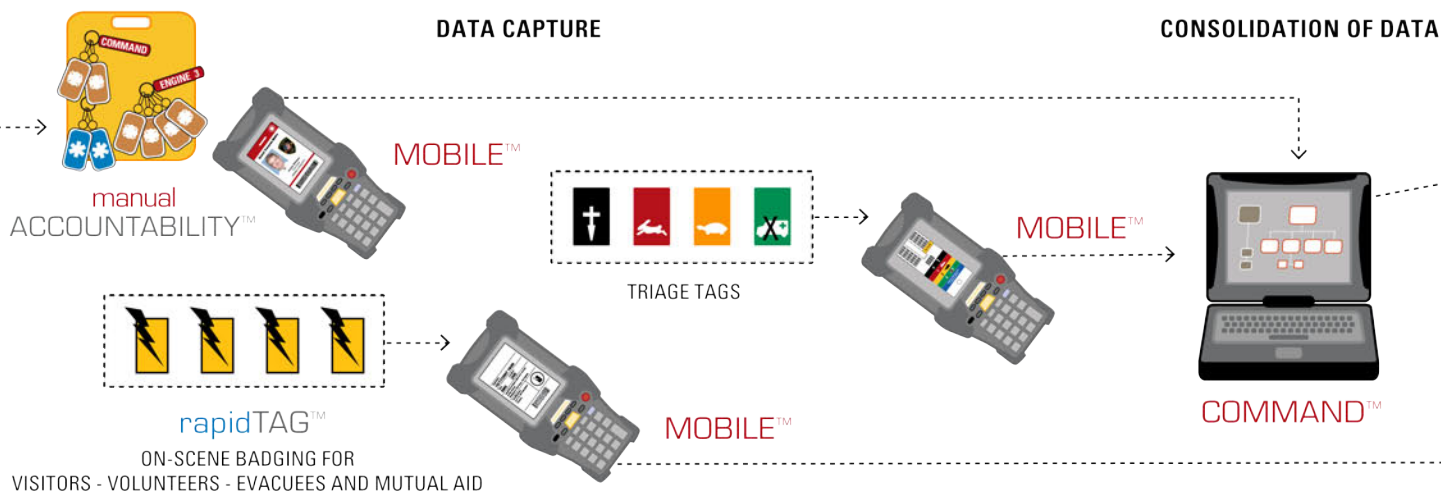 DATA CAPTURE
CONSOLIDATION OF DATA
COMMAND
ENGINE 3
MOBILE™
manual
ACCOUNTABILITY™
MOBILE™
TRIAGE TAGS
rapidTAG™
MOBILE™
COMMAND™
ON-SCENE BADGING FOR
VISITORS - VOLUNTEERS - EVACUEES AND MUTUAL AID